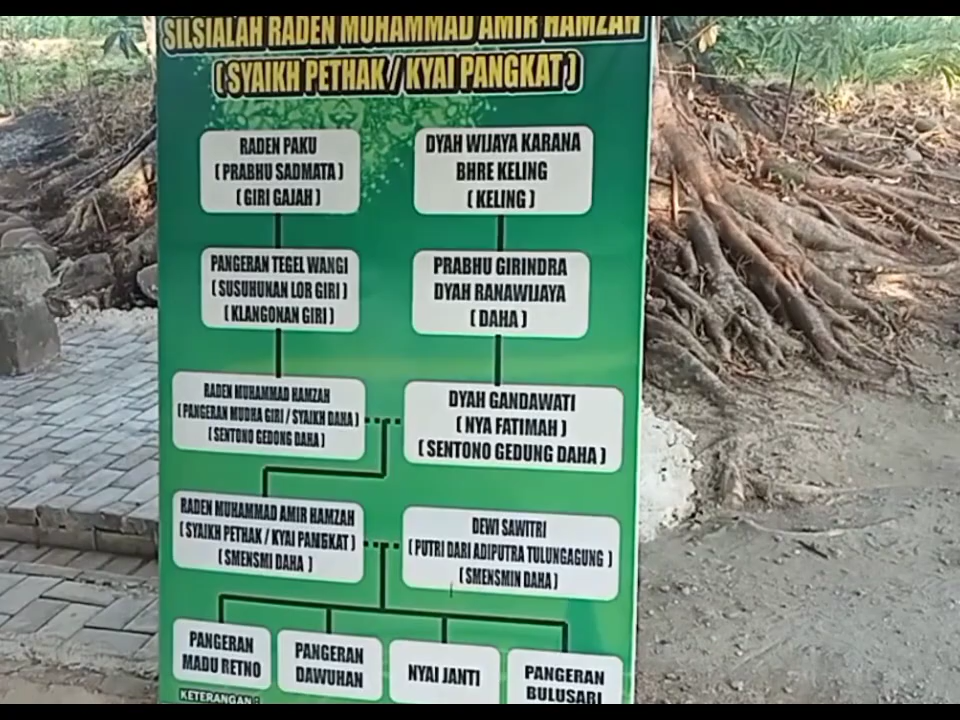 SILSIALAH RADEN MUHAMMAD AMIR HAMZAH
( SYAIKH PETHAK / KYAI PANGKAT )
RADEN PAKU
( PRABHU SADMATA )
( GIRI GAJAH )
DYAH WIJAYA KARANA
BHRE KELING
( KELING )
PANGERAN TEGEL WANGI
( SUSUHUNAN LOR GIRI )
( KLANGONAN GIRI )
PRABHU GIRINDRA
DYAH RANAWIJAYA
( DAHA )
RADEN MUHAMMAD HAMZAH
( PANGERAN MUDHA GIRI / SYAIKH DAHA )
( SENTONO GEDONG DAHA )
DYAH GANDAWATI
( NYA FATIMAH )
( SENTONO GEDUNG DAHA )
RADEN MUHAMMAD AMIR HAMZAH
( SYAIKH PETHAK / KYAI PANGKAT )
( SMENSMI DAHA )
DEWI SAWITRI
( PUTRI DARI ADIPUTRA TULUNGAGUNG )
( SMENSMIN DAHA )
PANGERAN
MADU RETNO
PANGERAN
DAWUHAN
NYAI JANTI
PANGERAN
BULUSARI
KETERANGAN :